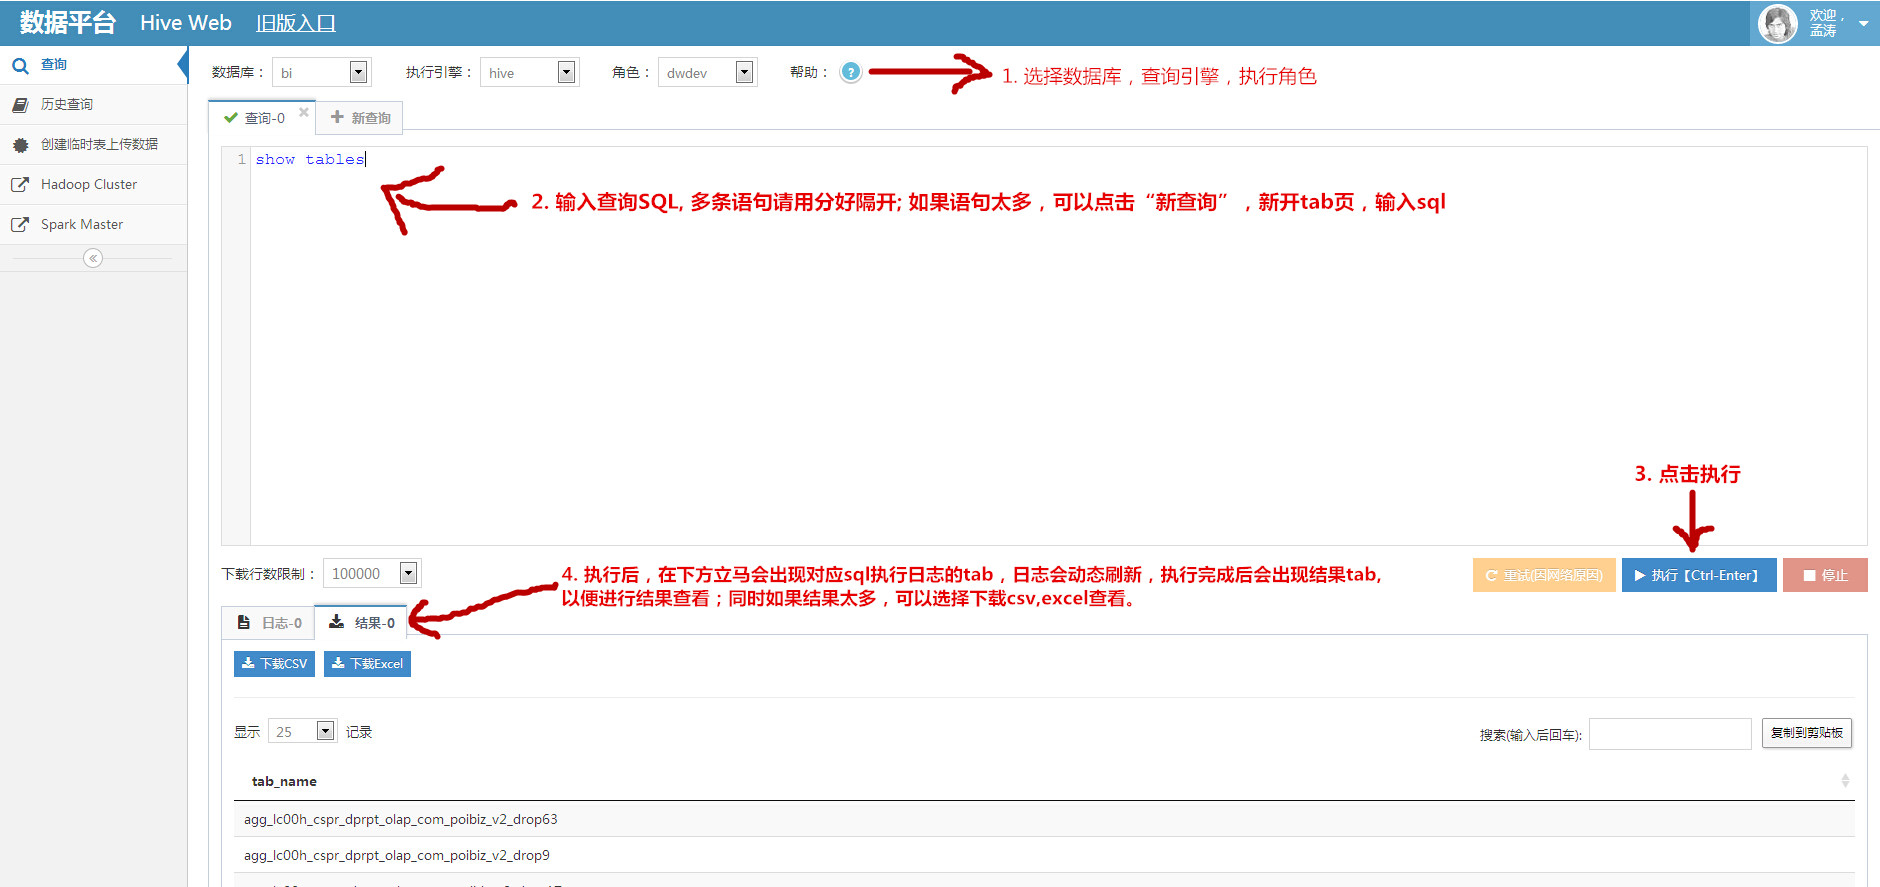 数据平台 Hive Web 旧版入口
欢迎，
孟涛
查询
历史查询
创建临时表上传数据
Hadoop Cluster
Spark Master
数据库： bi 执行引擎： hive 角色： dwdev 帮助： ? 1. 选择数据库，查询引擎，执行角色
查询-0 新查询
1 show tables
2. 输入查询SQL, 多条语句请用分好隔开; 如果语句太多，可以点击“新查询”，新开tab页，输入sql
3. 点击执行
下载行数限制： 100000
4. 执行后，在下方立马会出现对应sql执行日志的tab，日志会动态刷新，执行完成后会出现结果tab,
以便进行结果查看；同时如果结果太多，可以选择下载csv,excel查看。
重试(因网络原因) 执行【Ctrl-Enter】 停止
日志-0 结果-0
下载CSV 下载Excel
显示 25 记录 搜索(输入后回车): 复制到剪贴板
tab_name
agg_lc00h_cspr_dprpt_olap_com_poibiz_v2_drop63
agg_lc00h_cspr_dprpt_olap_com_poibiz_v2_drop9